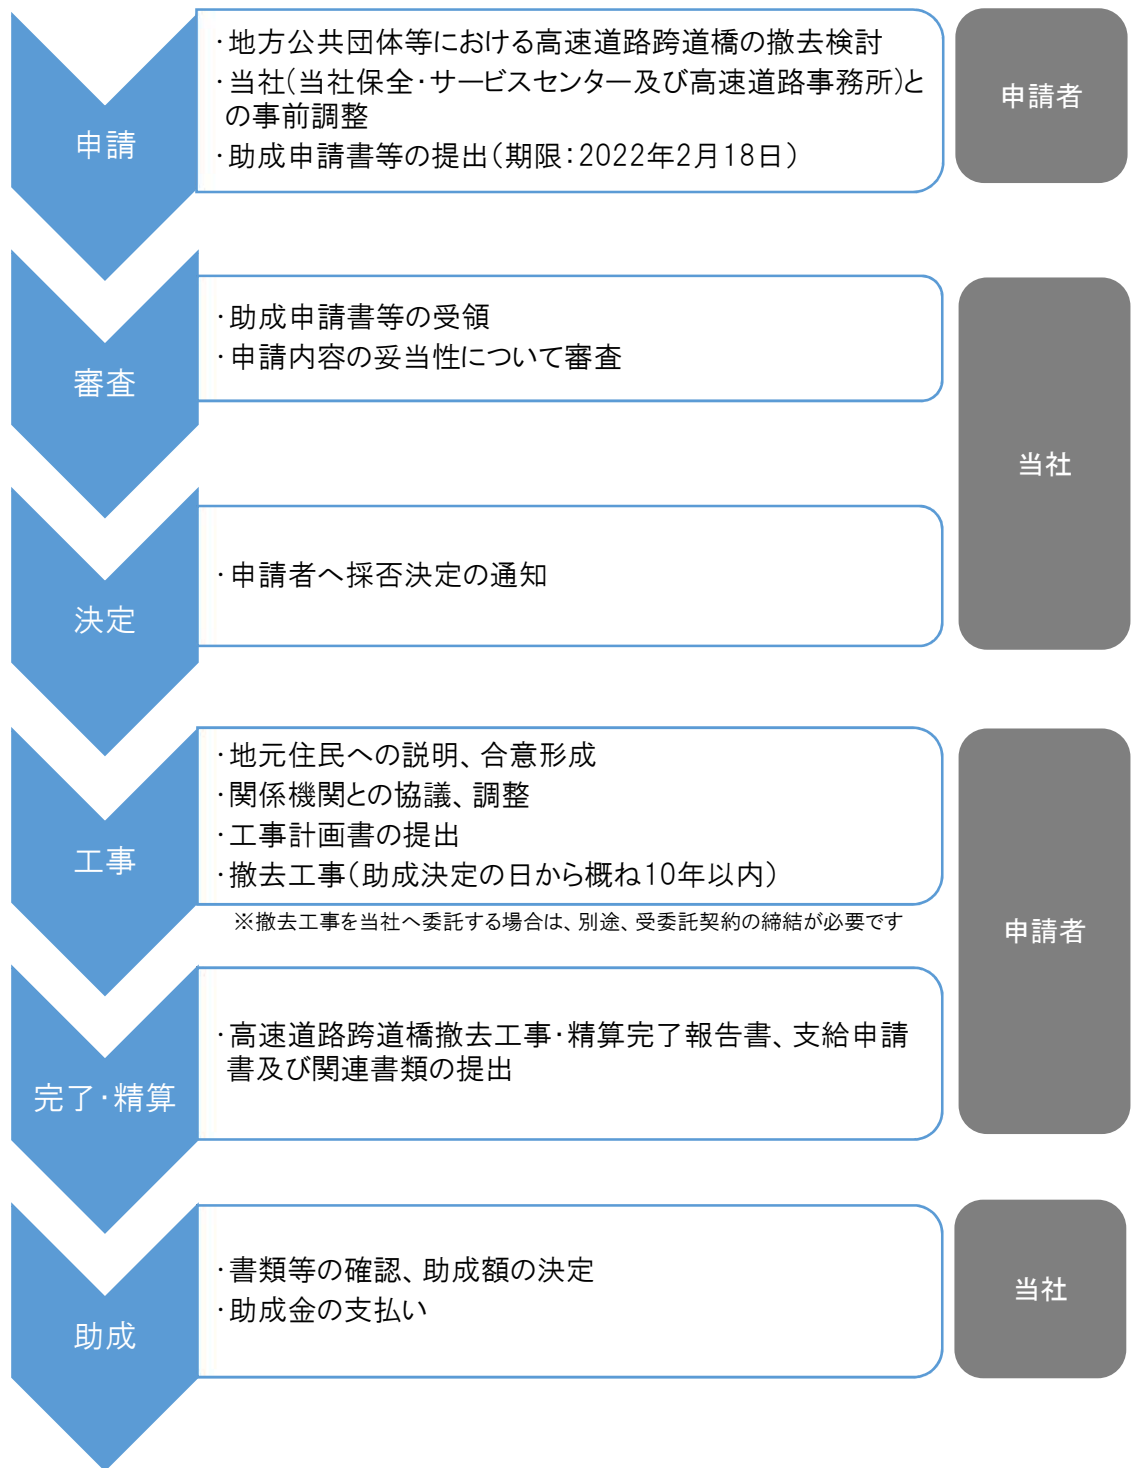 申請
・地方公共団体等における高速道路跨道橋の撤去検討
・当社(当社保全・サービスセンター及び高速道路事務所)と
の事前調整
・助成申請書等の提出(期限:2022年2月18日)
申請者
審査
・助成申請書等の受領
・申請内容の妥当性について審査
当社
決定
・申請者へ採否決定の通知
工事
・地元住民への説明、合意形成
・関係機関との協議、調整
・工事計画書の提出
・撤去工事(助成決定の日から概ね10年以内)
※撤去工事を当社へ委託する場合は、別途、受委託契約の締結が必要です
申請者
完了・精算
・高速道路跨道橋撤去工事・精算完了報告書、支給申請
書及び関連書類の提出
助成
・書類等の確認、助成額の決定
・助成金の支払い
当社